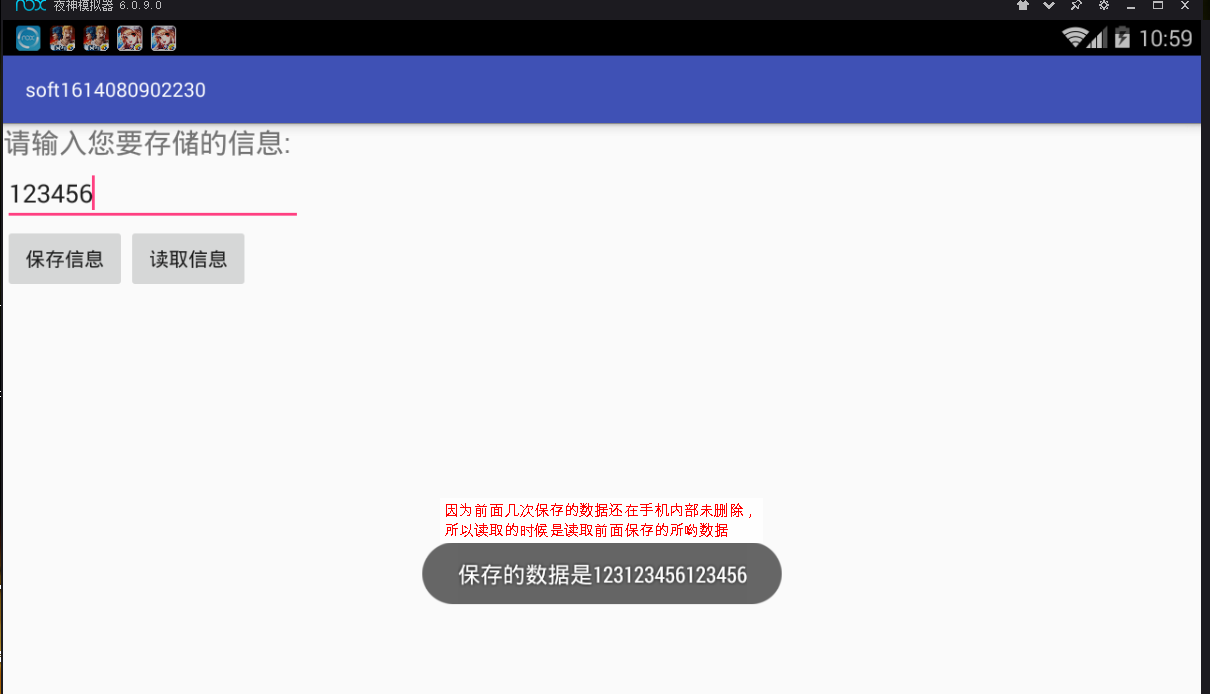 nox 夜神模拟器 6.0.9.0
10:59
soft1614080902230
请输入您要存储的信息:
123456
保存信息 读取信息
因为前面几次保存的数据还在手机内部未删除，
所以读取的时候是读取前面保存的所哟数据
保存的数据是123123456123456